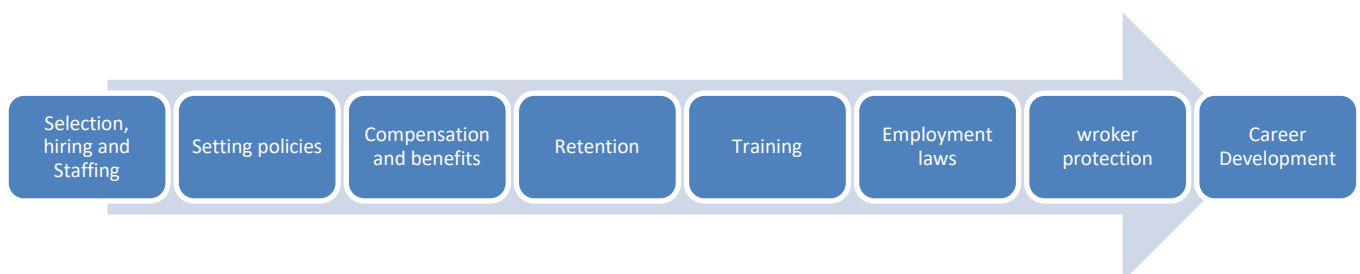 Selection,
hiring and
Staffing
Setting policies
Compensation
and benefits
Retention
Training
Employment
laws
wroker
protection
Career
Development